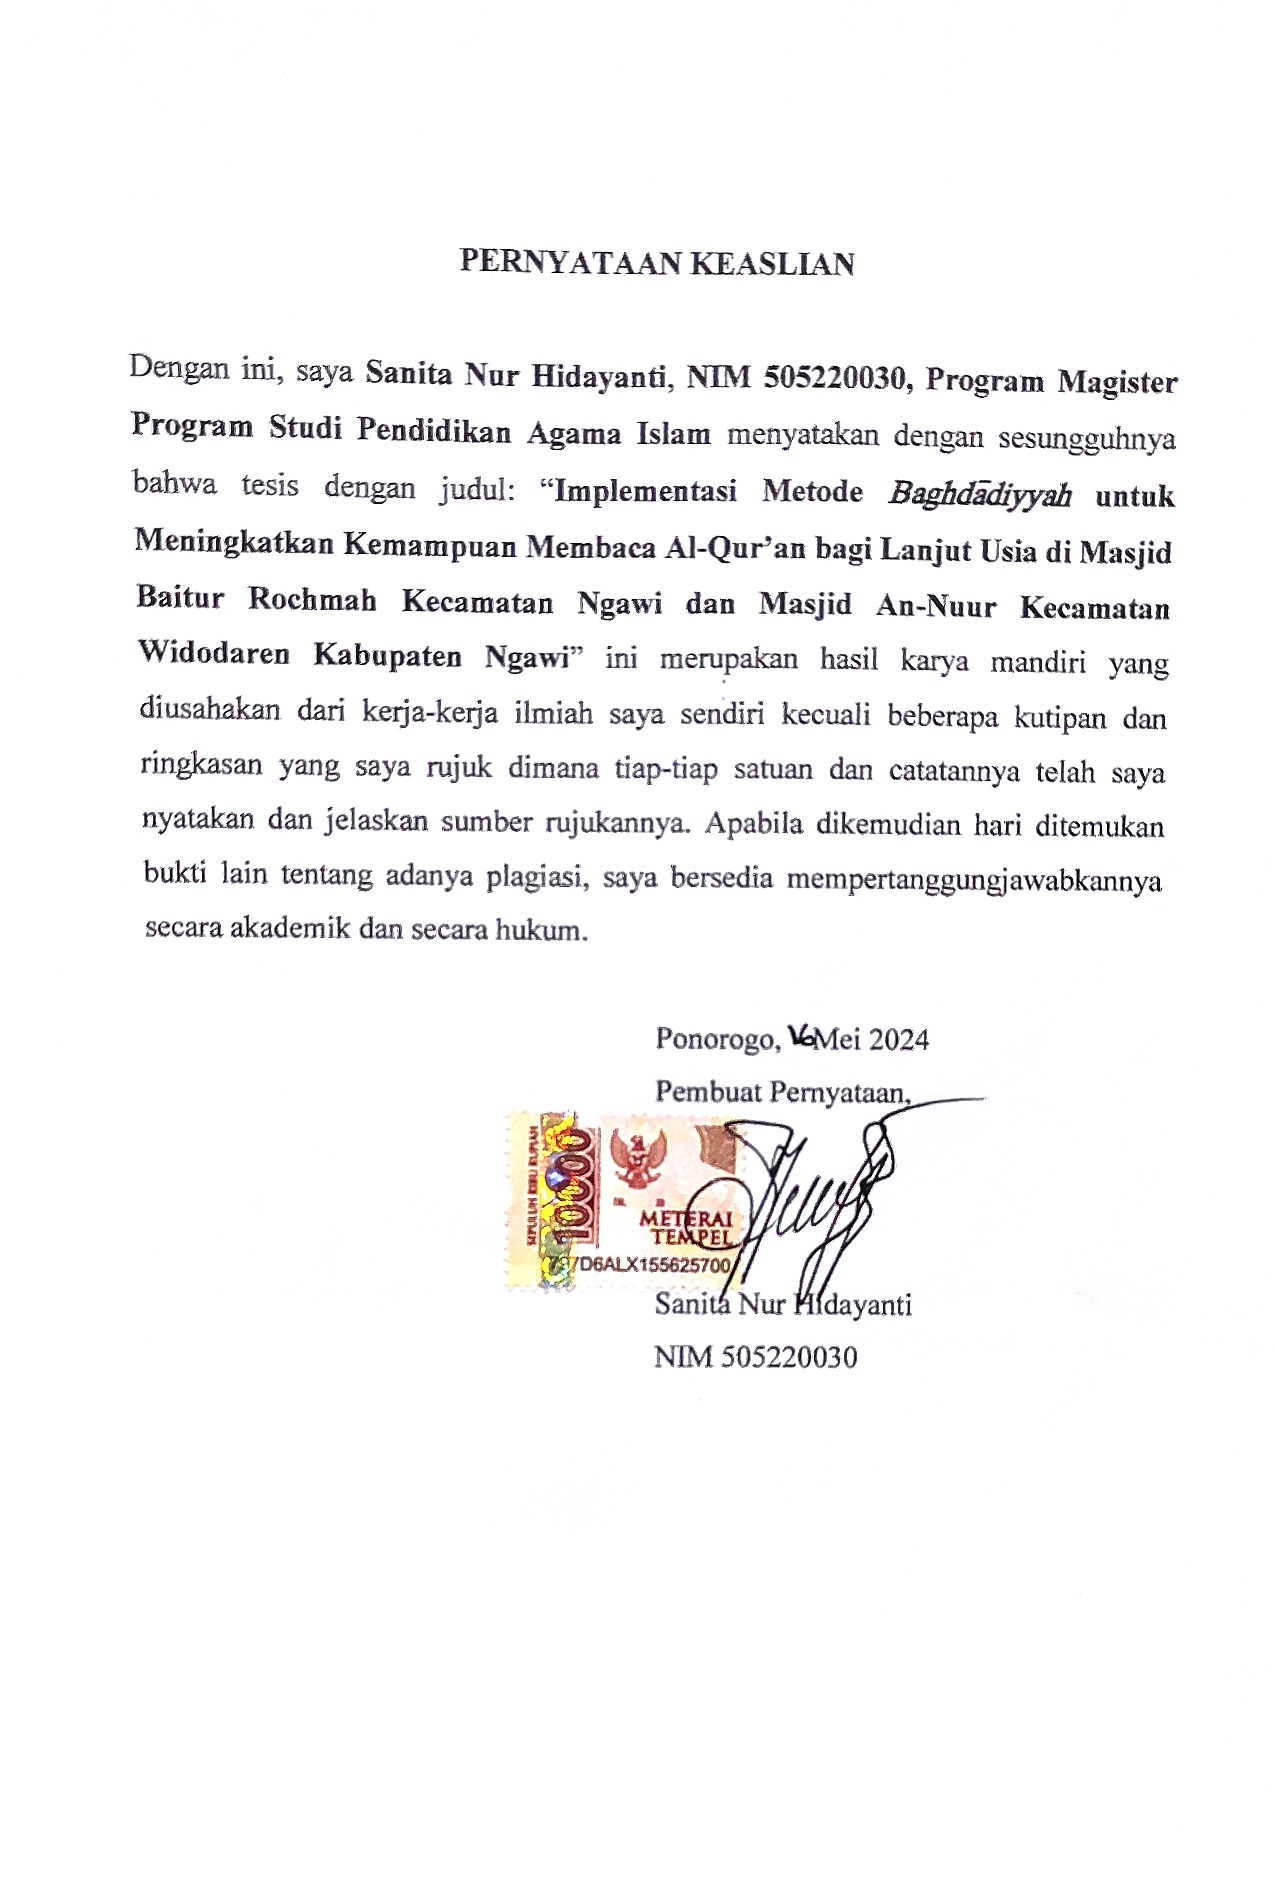 PERNYATAAN KEASLIAN
Dengan ini, saya Sanita Nur Hidayanti, NIM 505220030, Program Magister
Program Studi Pendidikan Agama Islam menyatakan dengan sesungguhnya
bahwa tesis dengan judul: “Implementasi Metode Baghdādiyyah untuk
Meningkatkan Kemampuan Membaca Al-Qur’an bagi Lanjut Usia di Masjid
Baitur Rochmah Kecamatan Ngawi dan Masjid An-Nuur Kecamatan
Widodaren Kabupaten Ngawi” ini merupakan hasil karya mandiri yang
diusahakan dari kerja-kerja ilmiah saya sendiri kecuali beberapa kutipan dan
ringkasan yang saya rujuk dimana tiap-tiap satuan dan catatannya telah saya
nyatakan dan jelaskan sumber rujukannya. Apabila dikemudian hari ditemukan
bukti lain tentang adanya plagiasi, saya bersedia mempertanggungjawabkannya
secara akademik dan secara hukum.
Ponorogo, 16 Mei 2024
Pembuat Pernyataan,
SEPULUH RIBU RUPIAH
10000
METERAI
TEMPEL
D6ALX155625700
Sanita Nur Hidayanti
NIM 505220030